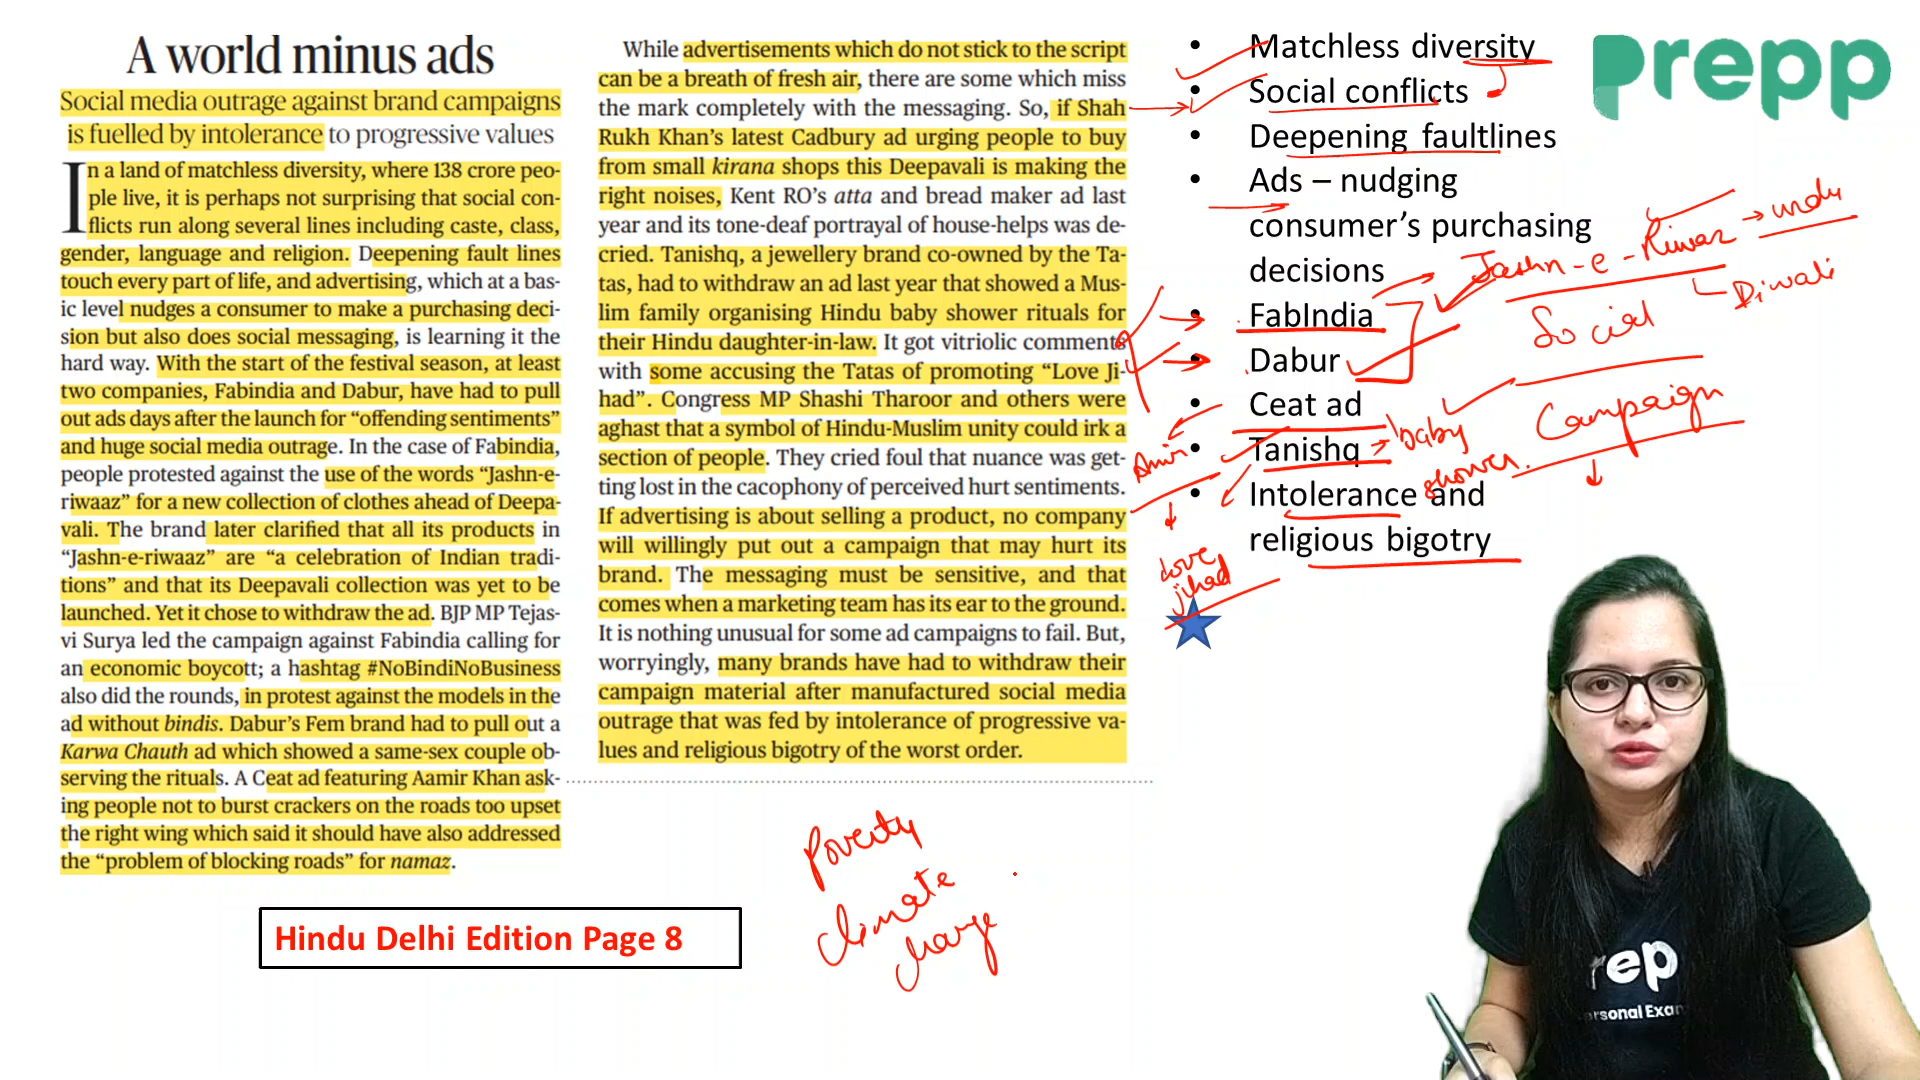 A world minus ads
Social media outrage against brand campaigns
is fuelled by intolerance to progressive values
In a land of matchless diversity, where 138 crore peo-
ple live, it is perhaps not surprising that social con-
flicts run along several lines including caste, class,
gender, language and religion. Deepening fault lines
touch every part of life, and advertising, which at a bas-
ic level nudges a consumer to make a purchasing deci-
sion but also does social messaging, is learning it the
hard way. With the start of the festival season, at least
two companies, Fabindia and Dabur, have had to pull
out ads days after the launch for “offending sentiments”
and huge social media outrage. In the case of Fabindia,
people protested against the use of the words “Jashn-e-
riwaaz” for a new collection of clothes ahead of Deepa-
vali. The brand later clarified that all its products in
“Jashn-e-riwaaz” are “a celebration of Indian tradi-
tions” and that its Deepavali collection was yet to be
launched. Yet it chose to withdraw the ad. BJP MP Tejas-
vi Surya led the campaign against Fabindia calling for
an economic boycott; a hashtag #NoBindiNoBusiness
also did the rounds, in protest against the models in the
ad without bindis. Dabur’s Fem brand had to pull out a
Karwa Chauth ad which showed a same-sex couple ob-
serving the rituals. A Ceat ad featuring Aamir Khan ask-
ing people not to burst crackers on the roads too upset
the right wing which said it should have also addressed
the “problem of blocking roads” for namaz.
While advertisements which do not stick to the script
can be a breath of fresh air, there are some which miss
the mark completely with the messaging. So, if Shah
Rukh Khan’s latest Cadbury ad urging people to buy
from small kirana shops this Deepavali is making the
right noises, Kent RO’s atta and bread maker ad last
year and its tone-deaf portrayal of house-helps was de-
cried. Tanishq, a jewellery brand co-owned by the Ta-
tas, had to withdraw an ad last year that showed a Mus-
lim family organising Hindu baby shower rituals for
their Hindu daughter-in-law. It got vitriolic comments
with some accusing the Tatas of promoting “Love Ji-
had”. Congress MP Shashi Tharoor and others were
aghast that a symbol of Hindu-Muslim unity could irk a
section of people. They cried foul that nuance was get-
ting lost in the cacophony of perceived hurt sentiments.
If advertising is about selling a product, no company
will willingly put out a campaign that may hurt its
brand. The messaging must be sensitive, and that
comes when a marketing team has its ear to the ground.
It is nothing unusual for some ad campaigns to fail. But,
worryingly, many brands have had to withdraw their
campaign material after manufactured social media
outrage that was fed by intolerance of progressive va-
lues and religious bigotry of the worst order.
Hindu Delhi Edition Page 8
Poverty
climate
change
• Matchless diversity
• Social conflicts
• Deepening faultlines
• Ads – nudging
consumer’s purchasing
decisions
• FabIndia
• Dabur
• Ceat ad
• Tanishq
• Intolerance and
religious bigotry
Jashn-e-Riwaz
urdu
Diwali
Social
Campaign
baby
shower.
Amir
love
jihad
prepp
rep
ersonal Exam